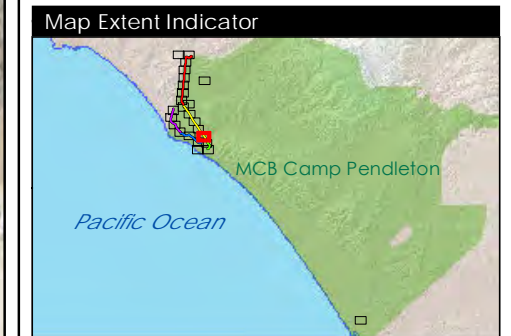 Map Extent Indicator
MCB Camp Pendleton
Pacific Ocean